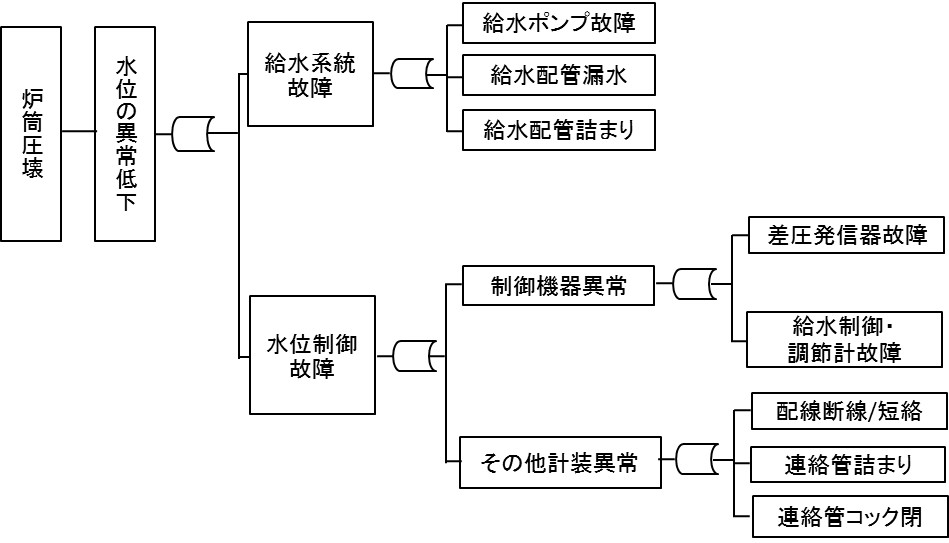 炉筒圧壊
水位の異常低下
給水系統
故障
給水ポンプ故障
給水配管漏水
給水配管詰まり
水位制御
故障
制御機器異常
差圧発信器故障
給水制御・
調節計故障
その他計装異常
配線断線/短絡
連絡管詰まり
連絡管コック閉